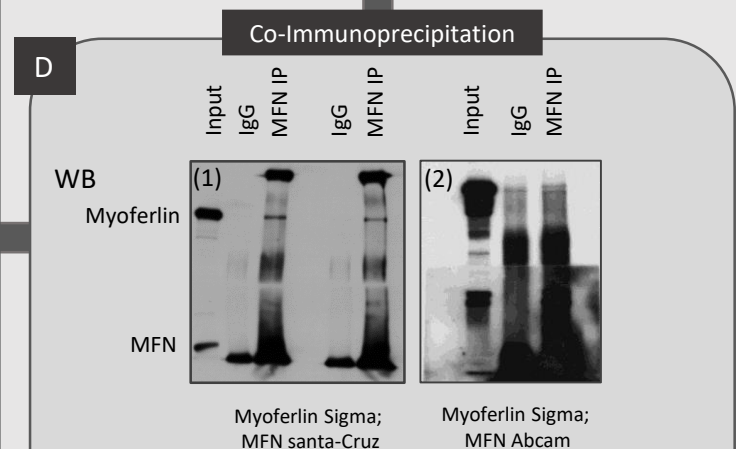 Co-Immunoprecipitation
D
Input IgG MFN IP IgG MFN IP Input IgG MFN IP
WB
(1) (2)
Myoferlin
MFN
Myoferlin Sigma;
MFN santa-Cruz
Myoferlin Sigma;
MFN Abcam